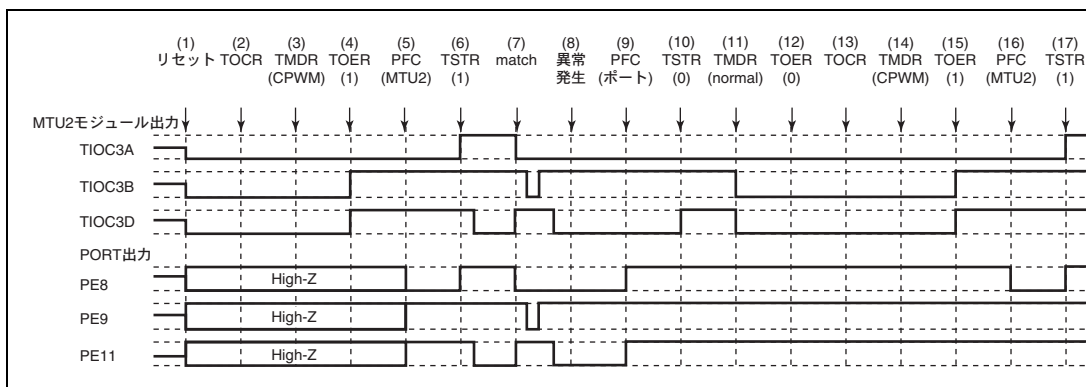 (1) (2) (3) (4) (5) (6) (7) (8) (9) (10) (11) (12) (13) (14) (15) (16) (17)
リセット TOCR TMDR TOER PFC TSTR match 異常 PFC TSTR TMDR TOER TOCR TMDR TOER PFC TSTR
(CPWM) (1) (MTU2) (1) 発生 (ポート) (0) (normal) (0) (CPWM) (1) (MTU2) (1)
MTU2モジュール出力
TIOC3A
TIOC3B
TIOC3D
PORT出力
PE8 High-Z
PE9 High-Z
PE11 High-Z